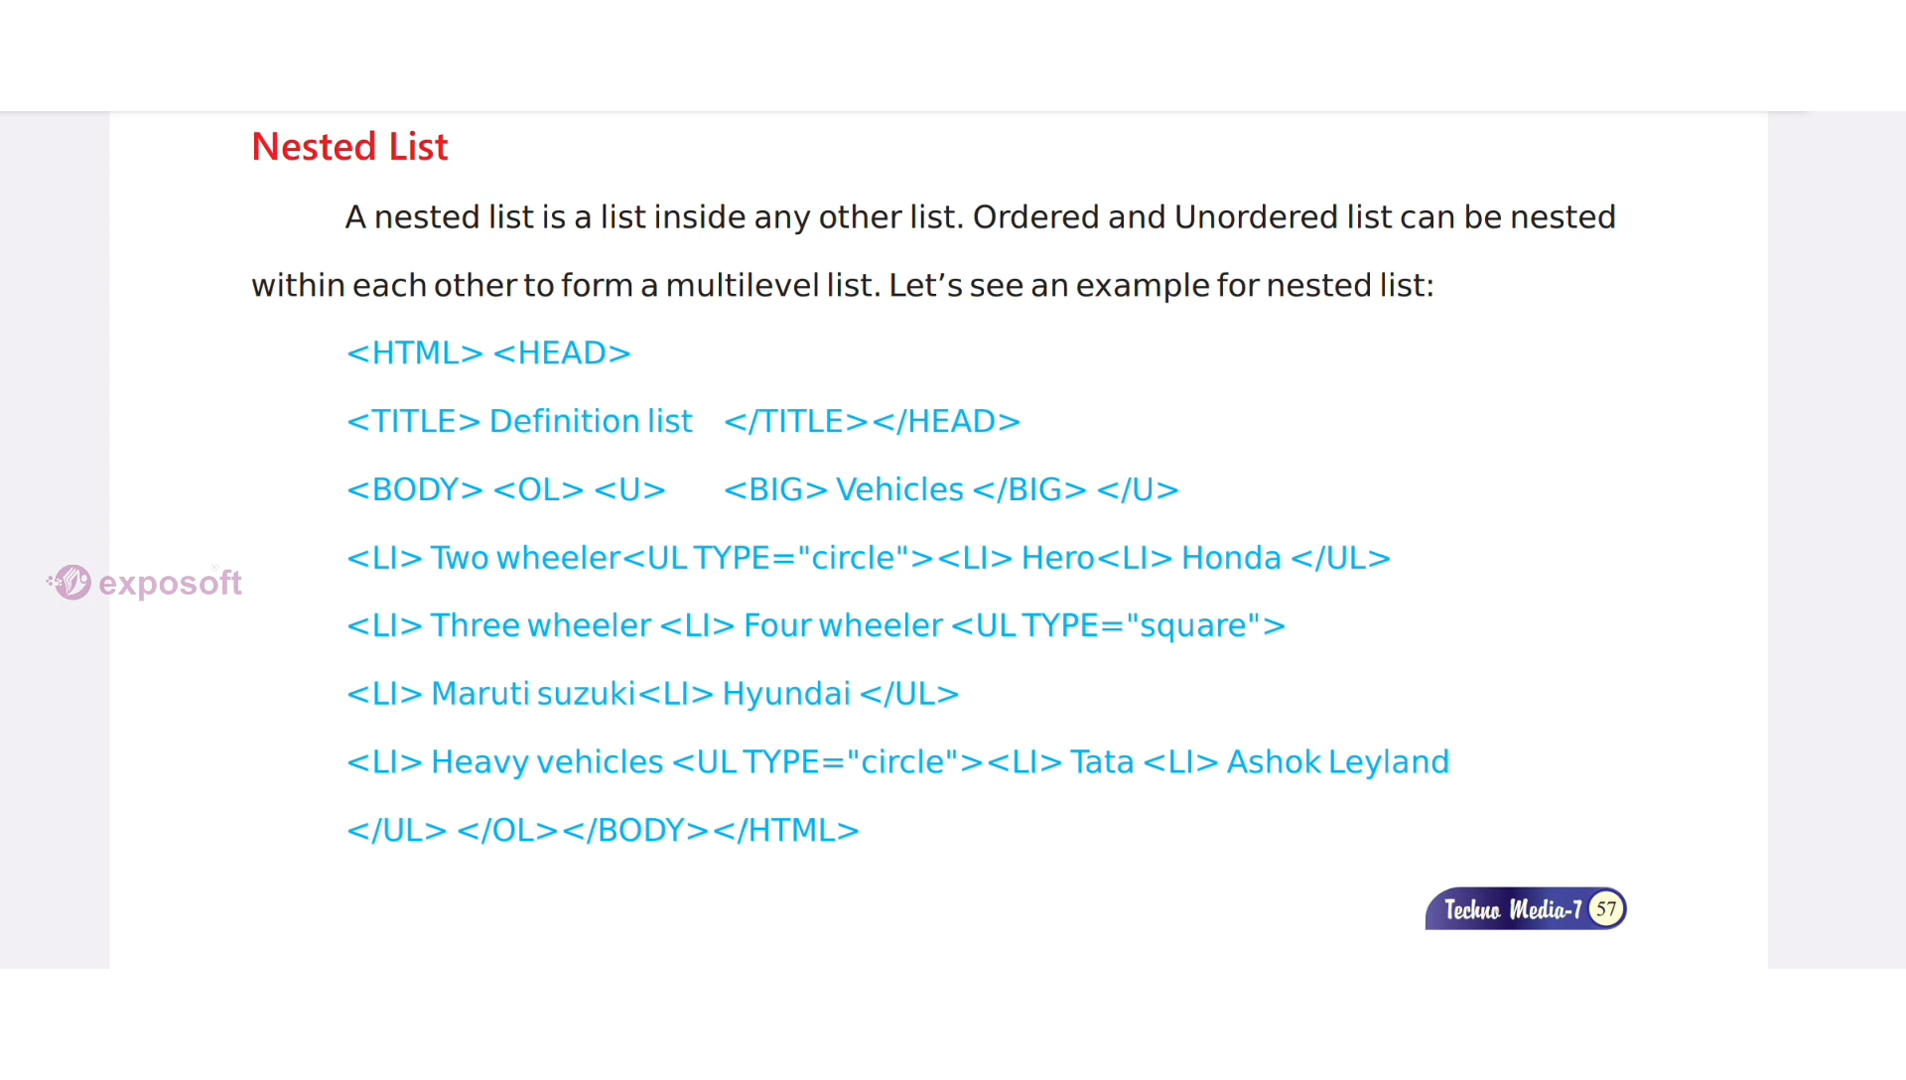 Nested List
A nested list is a list inside any other list. Ordered and Unordered list can be nested
within each other to form a multilevel list. Let’s see an example for nested list:
<HTML> <HEAD>
<TITLE> Definition list </TITLE></HEAD>
<BODY> <OL> <U> <BIG> Vehicles </BIG> </U>
<LI> Two wheeler<UL TYPE="circle"><LI> Hero<LI> Honda </UL>
exposoft
<LI> Three wheeler <LI> Four wheeler <UL TYPE="square">
<LI> Maruti suzuki<LI> Hyundai </UL>
<LI> Heavy vehicles <UL TYPE="circle"><LI> Tata <LI> Ashok Leyland
</UL> </OL></BODY></HTML>
Techno Media-7 57